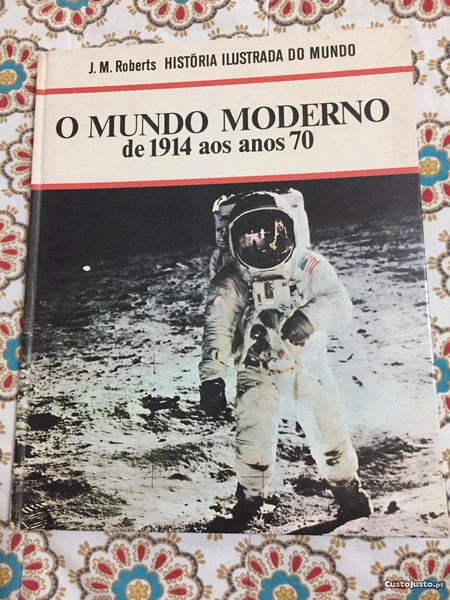 J. M. Roberts HISTÓRIA ILUSTRADA DO MUNDO
O MUNDO MODERNO
de 1914 aos anos 70
CustoJusto.pt